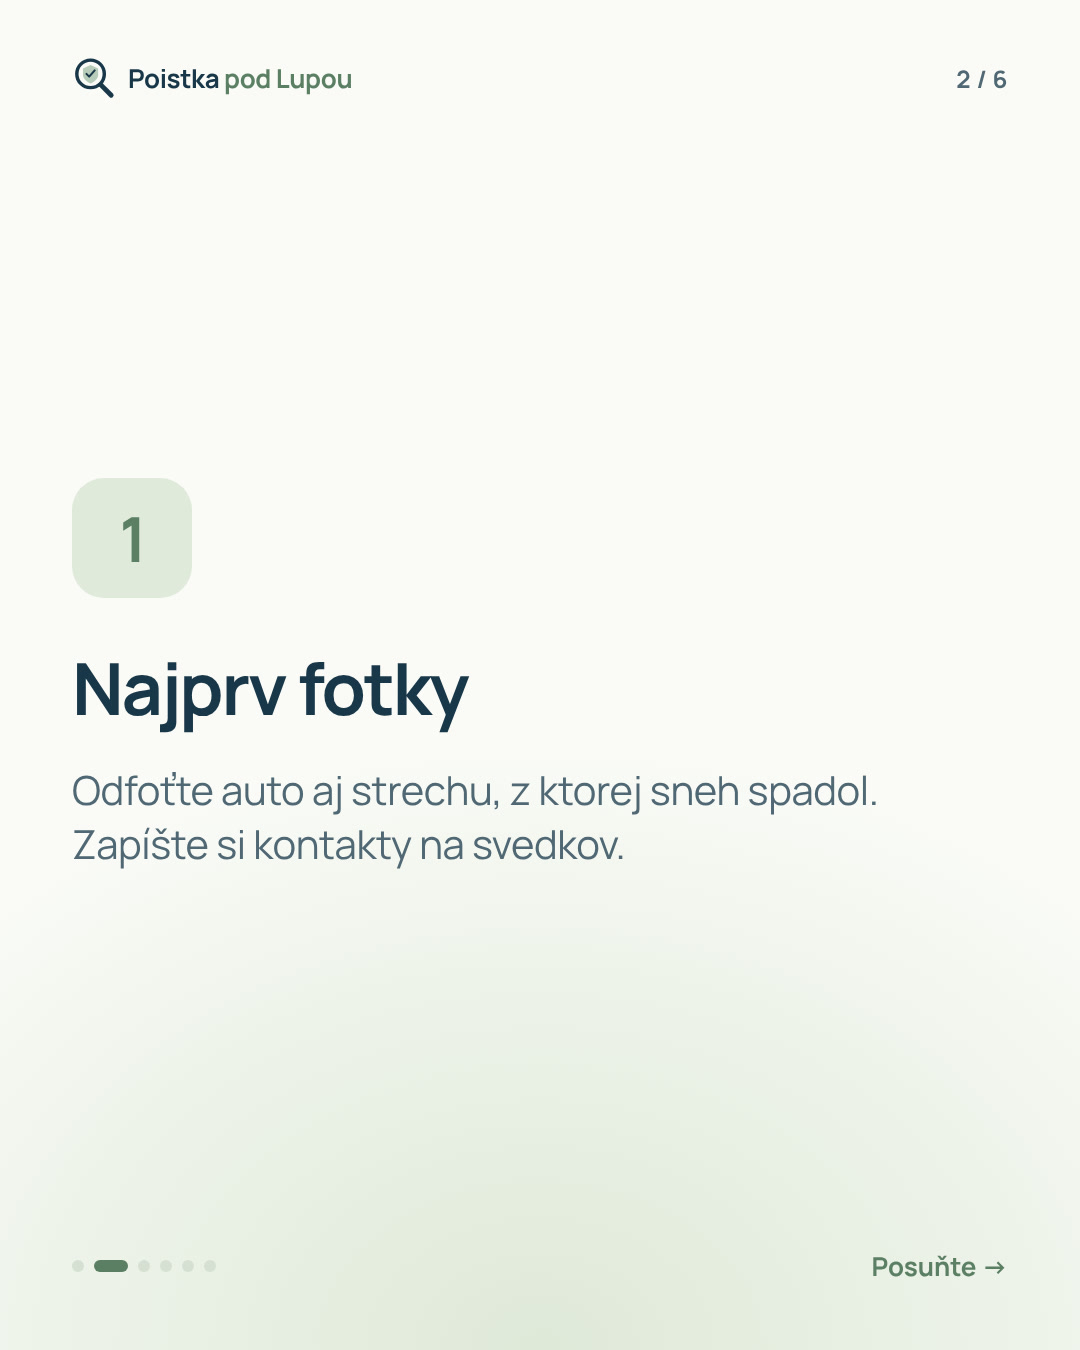 Poistka pod Lupou
2 / 6
1
Najprv fotky
Odfoťte auto aj strechu, z ktorej sneh spadol.
Zapíšte si kontakty na svedkov.
Posuňte →